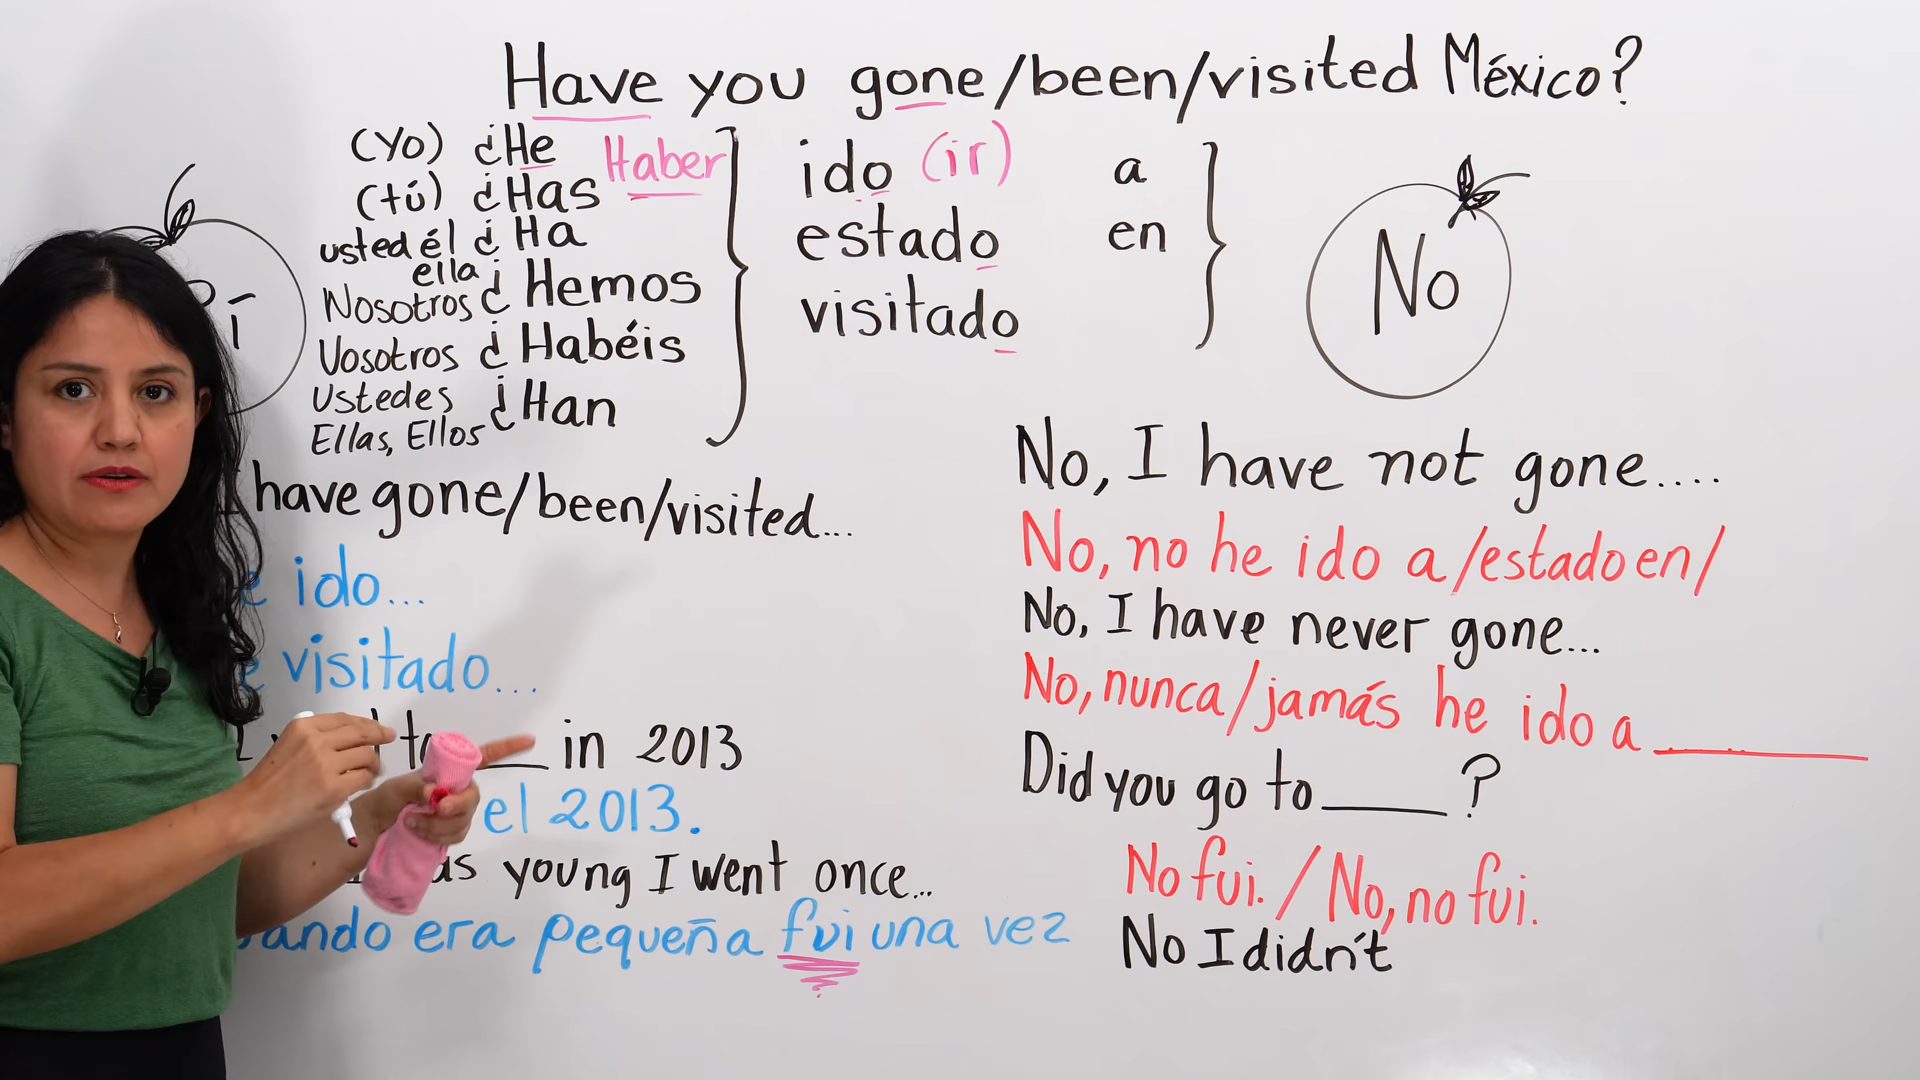 Have you gone/been/visited México?
(Yo) ¿He Haber
(tú) ¿Has
usted él ¿Ha
ella
Nosotros ¿Hemos
Vosotros ¿Habéis
Ustedes ¿Han
Ellas, Ellos
ido (ir) a
estado en
visitado
No
have gone/been/visited...
ido...
visitado...
in 2013
el 2013.
young I went once...
era pequeña fui una vez
No, I have not gone....
No, no he ido a/estado en/
No, I have never gone...
No, nunca/jamás he ido a ______
Did you go to ____ ?
No fui. / No, no fui.
No I didn't